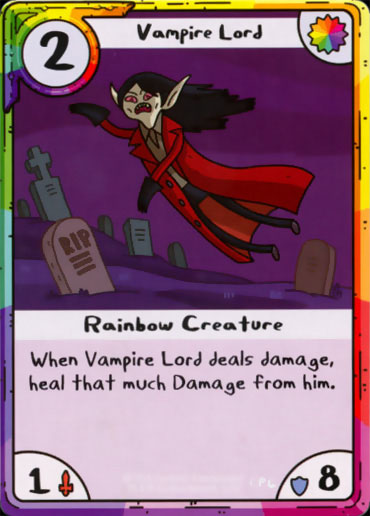 2
Vampire Lord
RIP
Rainbow Creature
When Vampire Lord deals damage,
heal that much Damage from him.
1
8